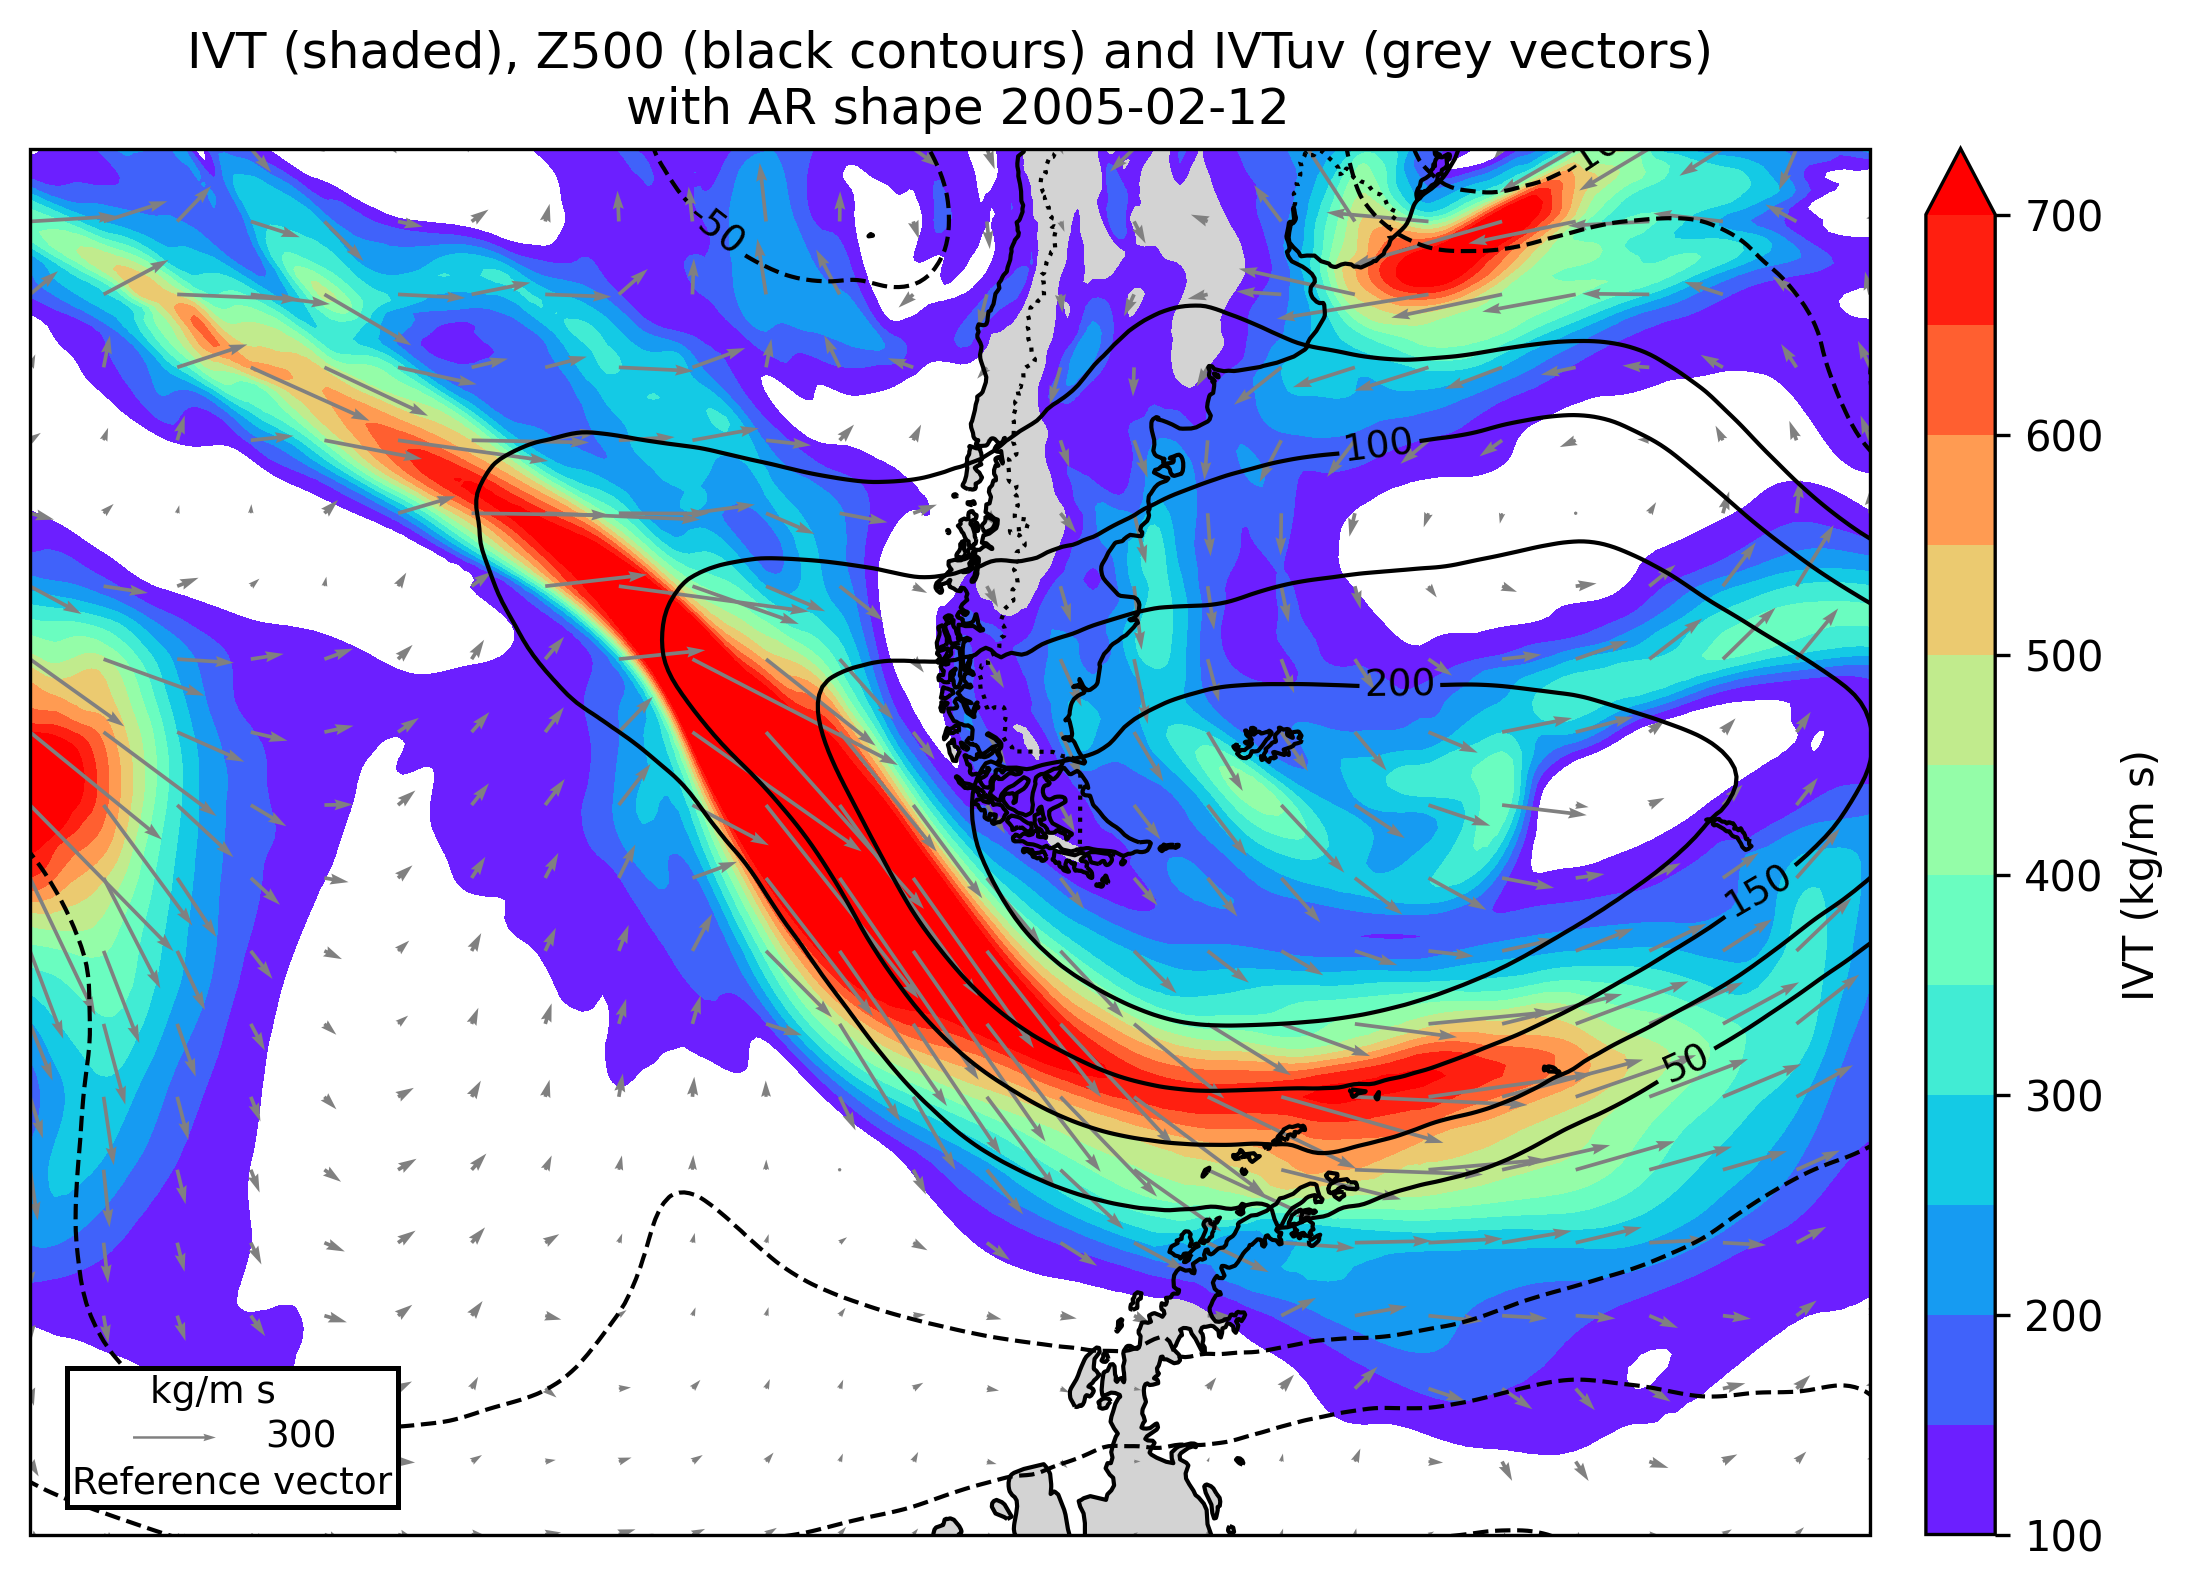 IVT (shaded), Z500 (black contours) and IVTuv (grey vectors)
with AR shape 2005-02-12
-50
100
200
150
50
700
600
500
400
300
200
100
IVT (kg/m s)
kg/m s
300
Reference vector